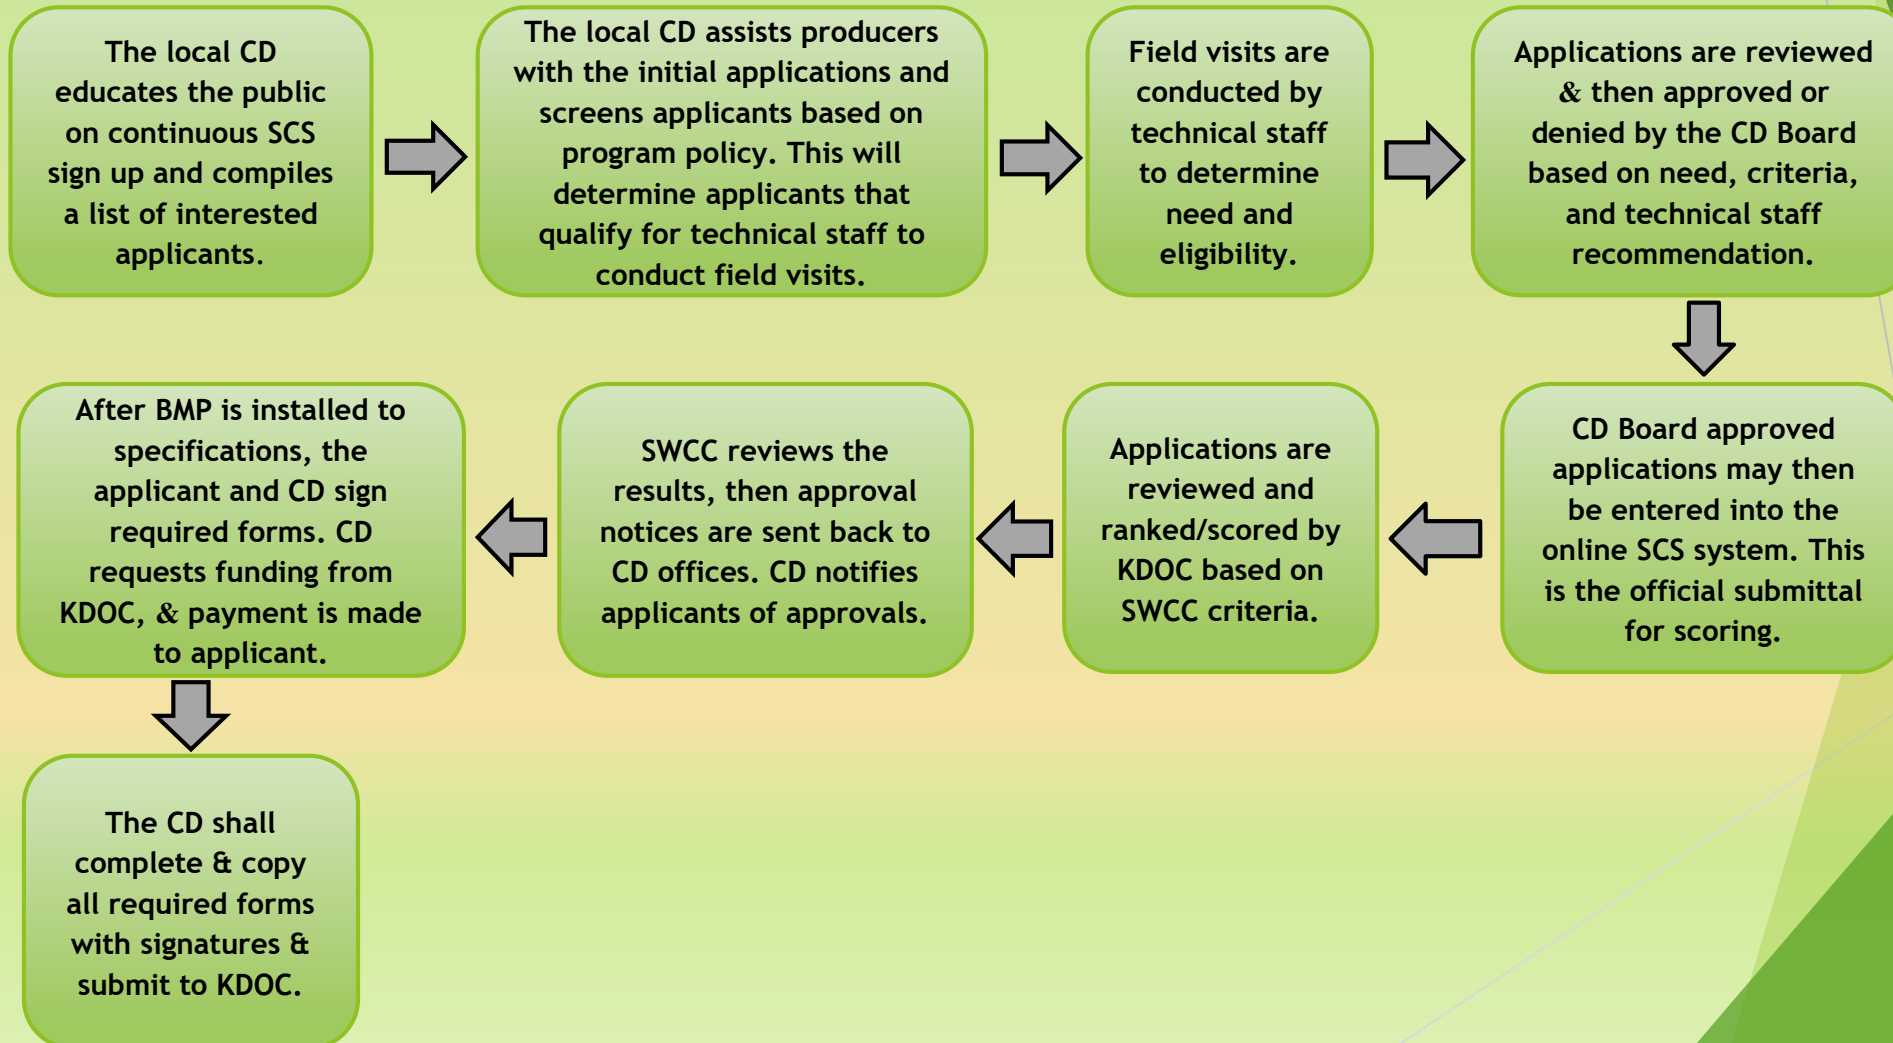 The local CD
educates the public
on continuous SCS
sign up and compiles
a list of interested
applicants.
The local CD assists producers
with the initial applications and
screens applicants based on
program policy. This will
determine applicants that
qualify for technical staff to
conduct field visits.
Field visits are
conducted by
technical staff
to determine
need and
eligibility.
Applications are reviewed
& then approved or
denied by the CD Board
based on need, criteria,
and technical staff
recommendation.
CD Board approved
applications may then
be entered into the
online SCS system. This
is the official submittal
for scoring.
Applications are
reviewed and
ranked/scored by
KDOC based on
SWCC criteria.
SWCC reviews the
results, then approval
notices are sent back to
CD offices. CD notifies
applicants of approvals.
After BMP is installed to
specifications, the
applicant and CD sign
required forms. CD
requests funding from
KDOC, & payment is made
to applicant.
The CD shall
complete & copy
all required forms
with signatures &
submit to KDOC.